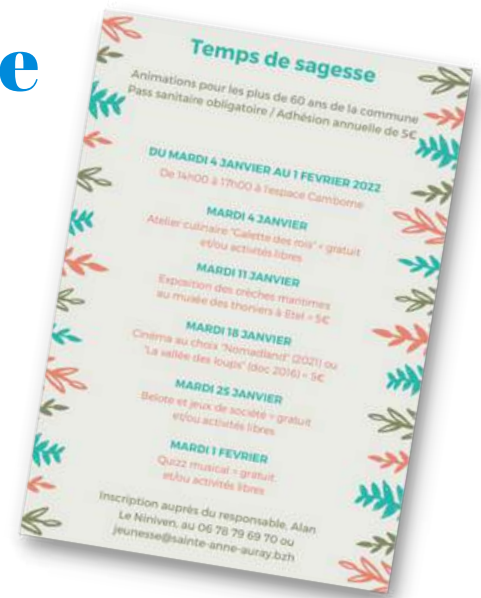 e
Temps de sagesse
Animations pour les plus de 60 ans de la commune
Pass sanitaire obligatoire / Adhésion annuelle de 5€
DU MARDI 4 JANVIER AU 1 FEVRIER 2022
De 14h00 à 17h00 à l'espace Camborne
MARDI 4 JANVIER
Atelier culinaire "Galette des rois" = gratuit
et/ou activités libres
MARDI 11 JANVIER
Exposition des crèches maritimes
au musée des thoniers à Etel = 5€
MARDI 18 JANVIER
Cinéma au choix "Nomadland" (2021) ou
"La vallée des loups" (doc 2016) = 5€
MARDI 25 JANVIER
Belote et jeux de société = gratuit
et/ou activités libres
MARDI 1 FEVRIER
Quizz musical = gratuit
et/ou activités libres
Inscription auprès du responsable, Alan
Le Niniven, au 06 78 79 69 70 ou
jeunesse@sainte-anne-auray.bzh